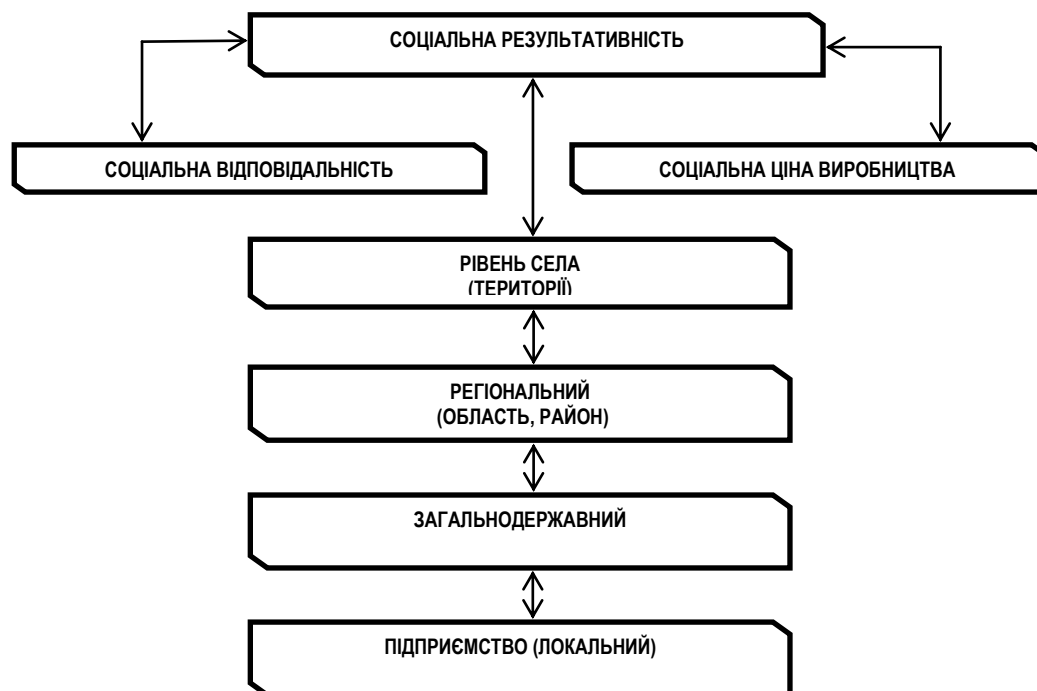 СОЦІАЛЬНА РЕЗУЛЬТАТИВНІСТЬ
СОЦІАЛЬНА ВІДПОВІДАЛЬНІСТЬ
СОЦІАЛЬНА ЦІНА ВИРОБНИЦТВА
РІВЕНЬ СЕЛА
(ТЕРИТОРІЇ)
РЕГІОНАЛЬНИЙ
(ОБЛАСТЬ, РАЙОН)
ЗАГАЛЬНОДЕРЖАВНИЙ
ПІДПРИЄМСТВО (ЛОКАЛЬНИЙ)